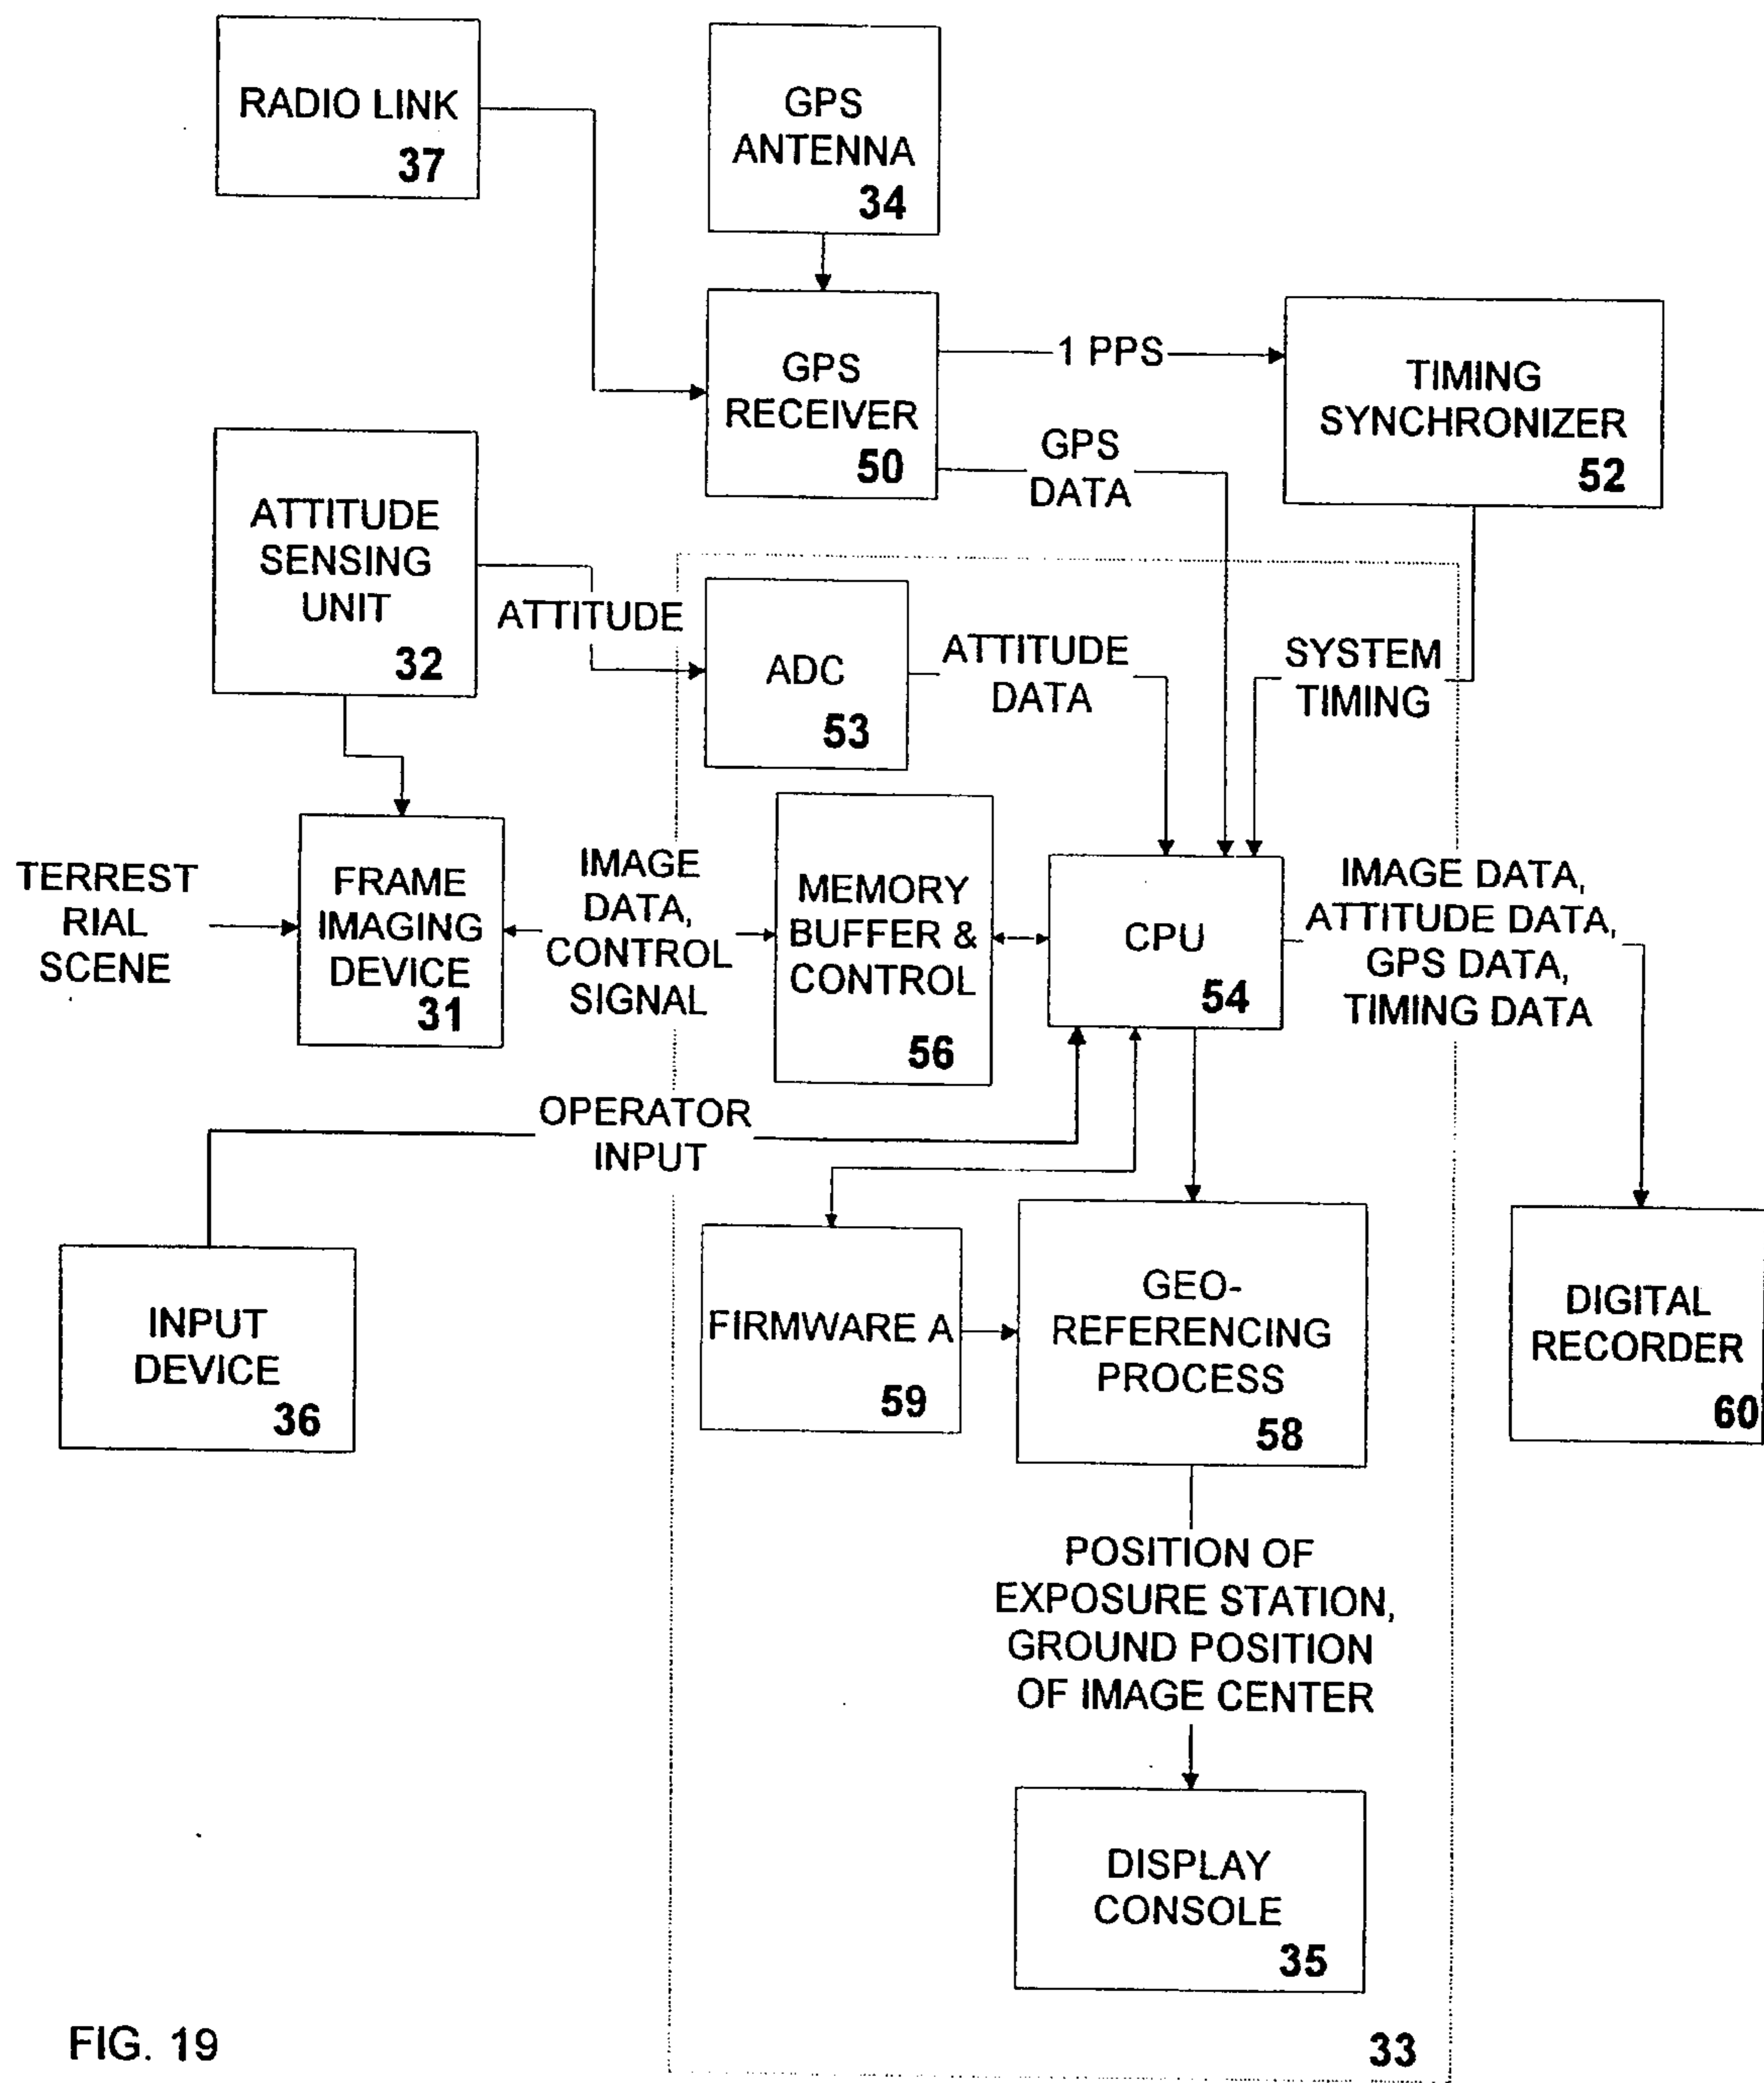 RADIO LINK
37
GPS
ANTENNA
34
GPS
RECEIVER
50
1 PPS
TIMING
SYNCHRONIZER
52
GPS
DATA
ATTITUDE
SENSING
UNIT
32
ATTITUDE
ADC
53
ATTITUDE
DATA
SYSTEM
TIMING
TERREST
RIAL
SCENE
FRAME
IMAGING
DEVICE
31
IMAGE
DATA,
CONTROL
SIGNAL
MEMORY
BUFFER &
CONTROL
56
CPU
54
IMAGE DATA,
ATTITUDE DATA,
GPS DATA,
TIMING DATA
OPERATOR
INPUT
INPUT
DEVICE
36
FIRMWARE A
59
GEO-
REFERENCING
PROCESS
58
DIGITAL
RECORDER
60
POSITION OF
EXPOSURE STATION,
GROUND POSITION
OF IMAGE CENTER
DISPLAY
CONSOLE
35
33
FIG. 19